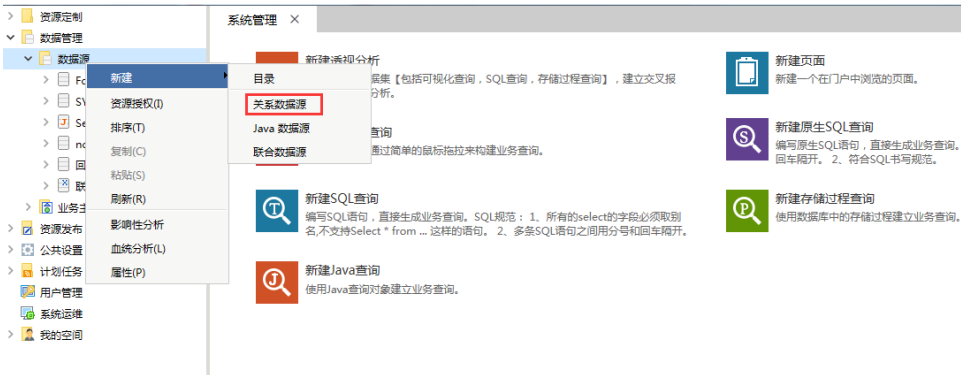 资源定制
数据管理
数据源
Fo
SY
Se
no
回
联
业务主
资源发布
公共设置
计划任务
用户管理
系统运维
我的空间
新建
资源授权(I)
排序(T)
复制(C)
粘贴(S)
刷新(R)
影响性分析
血统分析(L)
属性(P)
目录
关系数据源
Java 数据源
联合数据源
系统管理 ×
新建透视分析
据集【包括可视化查询，SQL查询，存储过程查询】，建立交叉报
分析。
查询
通过简单的鼠标拖拉来构建业务查询。
新建SQL查询
编写SQL语句，直接生成业务查询。SQL规范： 1、所有的select的字段必须取别
名,不支持Select * from ... 这样的语句。 2、多条SQL语句之间用分号和回车隔开。
新建Java查询
使用Java查询对象建立业务查询。
新建页面
新建一个在门户中浏览的页面。
新建原生SQL查询
编写原生SQL语句，直接生成业务查询。
回车隔开。 2、符合SQL书写规范。
新建存储过程查询
使用数据库中的存储过程建立业务查询。